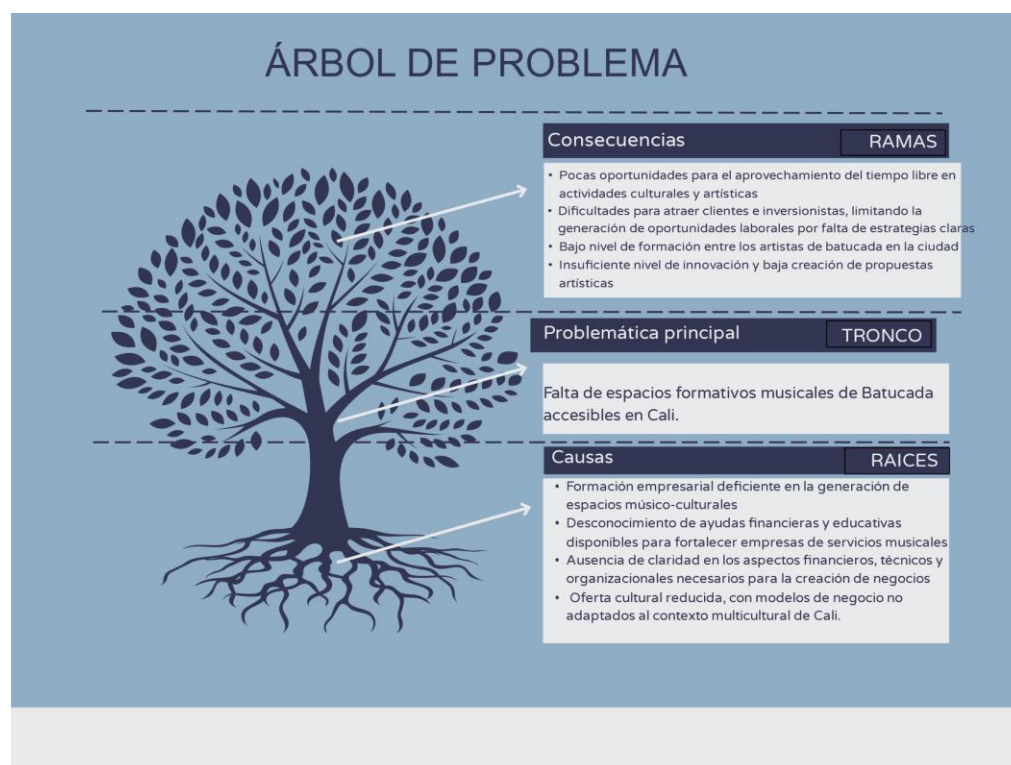 ÁRBOL DE PROBLEMA
Consecuencias RAMAS
• Pocas oportunidades para el aprovechamiento del tiempo libre en
actividades culturales y artísticas
• Dificultades para atraer clientes e inversionistas, limitando la
generación de oportunidades laborales por falta de estrategias claras
• Bajo nivel de formación entre los artistas de batucada en la ciudad
• Insuficiente nivel de innovación y baja creación de propuestas
artísticas
Problemática principal TRONCO
Falta de espacios formativos musicales de Batucada
accesibles en Cali.
Causas RAICES
• Formación empresarial deficiente en la generación de
espacios músico-culturales
• Desconocimiento de ayudas financieras y educativas
disponibles para fortalecer empresas de servicios musicales
• Ausencia de claridad en los aspectos financieros, técnicos y
organizacionales necesarios para la creación de negocios
• Oferta cultural reducida, con modelos de negocio no
adaptados al contexto multicultural de Cali.